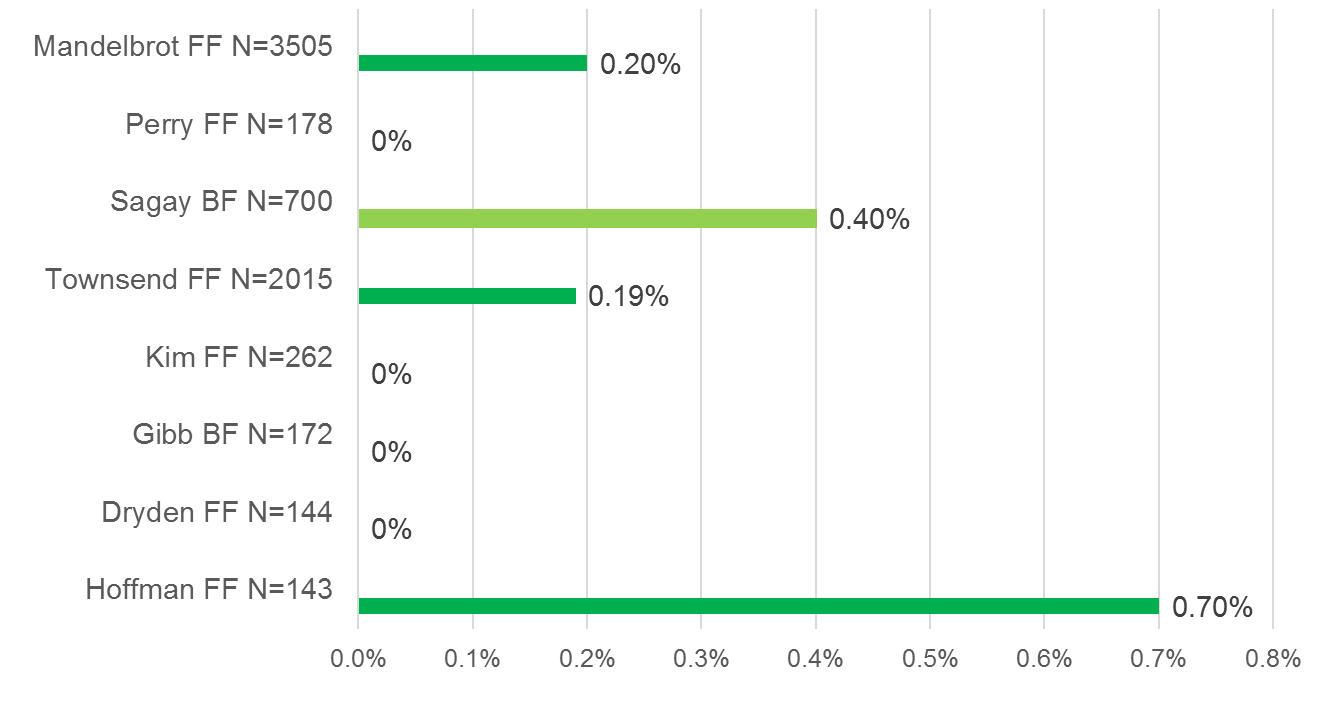 Mandelbrot FF N=3505
0.20%
Perry FF N=178
0%
Sagay BF N=700
0.40%
Townsend FF N=2015
0.19%
Kim FF N=262
0%
Gibb BF N=172
0%
Dryden FF N=144
0%
Hoffman FF N=143
0.70%
0.0% 0.1% 0.2% 0.3% 0.4% 0.5% 0.6% 0.7% 0.8%